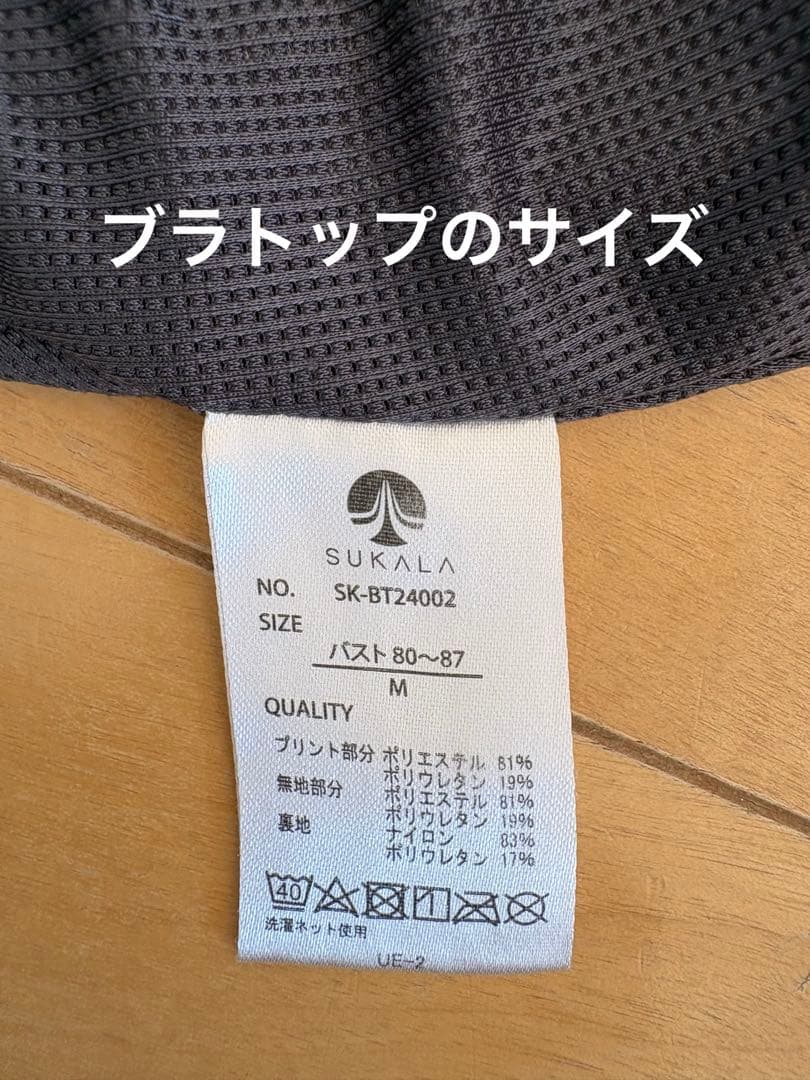 ブラトップのサイズ
SUKALA
NO. SK-BT24002
SIZE
バスト 80〜87
M
QUALITY
プリント部分 ポリエステル 81%
ポリウレタン 19%
無地部分 ポリエステル 81%
ポリウレタン 19%
裏地 ナイロン 83%
ポリウレタン 17%
40
洗濯ネット使用
UE-2